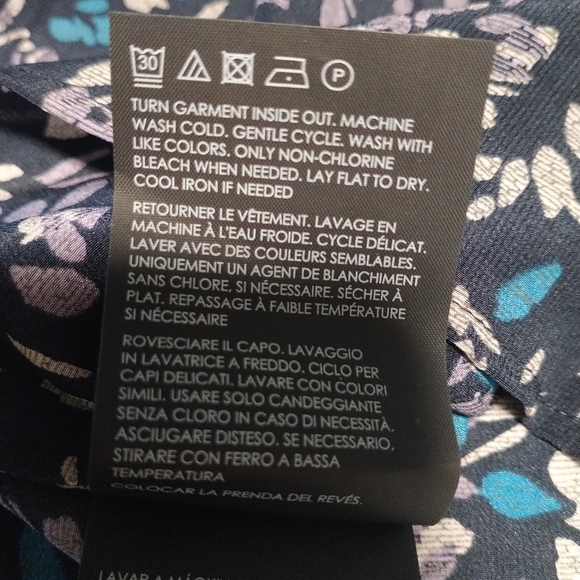 30 P
TURN GARMENT INSIDE OUT. MACHINE
WASH COLD. GENTLE CYCLE. WASH WITH
LIKE COLORS. ONLY NON-CHLORINE
BLEACH WHEN NEEDED. LAY FLAT TO DRY.
COOL IRON IF NEEDED
RETOURNER LE VÊTEMENT. LAVAGE EN
MACHINE À L'EAU FROIDE. CYCLE DÉLICAT.
LAVER AVEC DES COULEURS SEMBLABLES.
UNIQUEMENT UN AGENT DE BLANCHIMENT
SANS CHLORE, SI NÉCESSAIRE. SÉCHER À
PLAT. REPASSAGE À FAIBLE TEMPÉRATURE
SI NÉCESSAIRE
ROVESCIARE IL CAPO. LAVAGGIO
IN LAVATRICE A FREDDO. CICLO PER
CAPI DELICATI. LAVARE CON COLORI
SIMILI. USARE SOLO CANDEGGIANTE
SENZA CLORO IN CASO DI NECESSITÀ.
ASCIUGARE DISTESO. SE NECESSARIO,
STIRARE CON FERRO A BASSA
TEMPERATURA
COLOCAR LA PRENDA DEL REVÉS.
LAVAR A